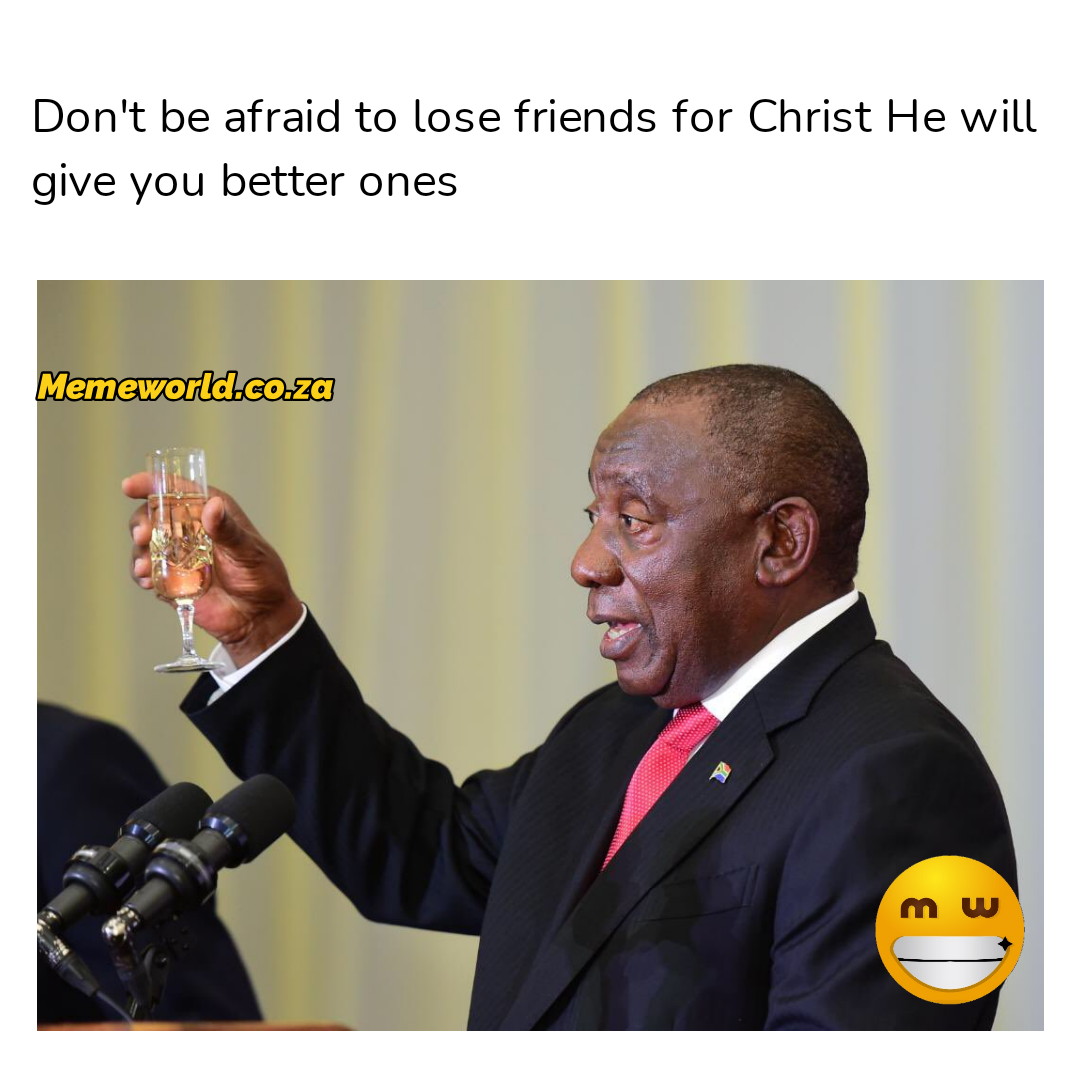 Don't be afraid to lose friends for Christ He will
give you better ones
Memeworld.co.za
m w